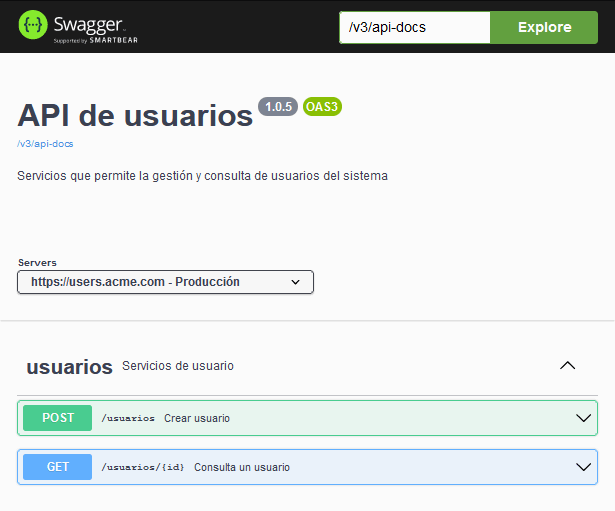 Swagger
Supported by SMARTBEAR
/v3/api-docs
Explore
API de usuarios 1.0.5 OAS3
/v3/api-docs
Servicios que permite la gestión y consulta de usuarios del sistema
Servers
https://users.acme.com - Producción
usuarios Servicios de usuario
POST /usuarios Crear usuario
GET /usuarios/{id} Consulta un usuario